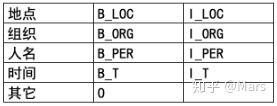 地点 B_LOC I_LOC
组织 B_ORG I_ORG
人名 B_PER I_PER
时间 B_T I_T
其它 O
知乎 @Mars